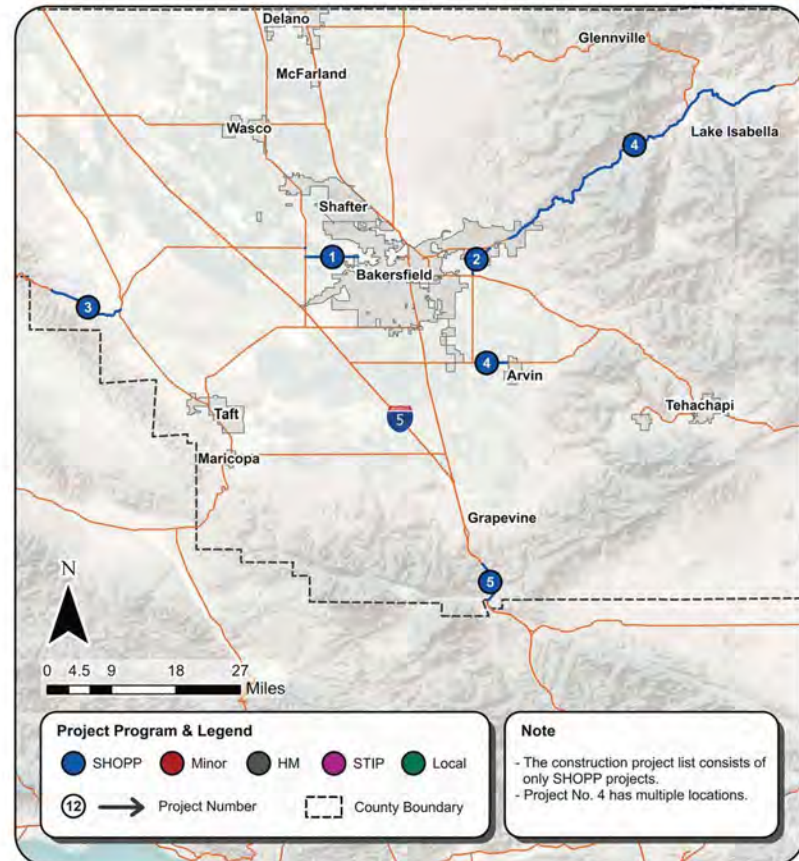 Delano
Glennville
McFarland
Wasco
4
Lake Isabella
Shafter
1
2
Bakersfield
3
4
Arvin
Taft
5
Tehachapi
Maricopa
Grapevine
5
N
0 4.5 9 18 27
Miles
Project Program & Legend
SHOPP Minor HM STIP Local
12 Project Number County Boundary
Note
- The construction project list consists of
only SHOPP projects.
- Project No. 4 has multiple locations.